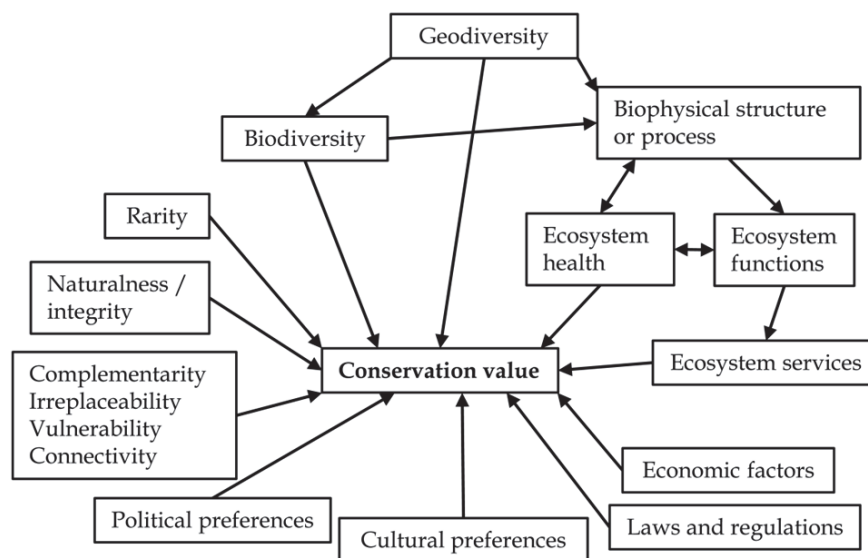 Geodiversity
Biodiversity
Biophysical structure
or process
Rarity
Ecosystem
health
Ecosystem
functions
Naturalness /
integrity
Complementarity
Irreplaceability
Vulnerability
Connectivity
Conservation value
Ecosystem services
Economic factors
Political preferences
Cultural preferences
Laws and regulations